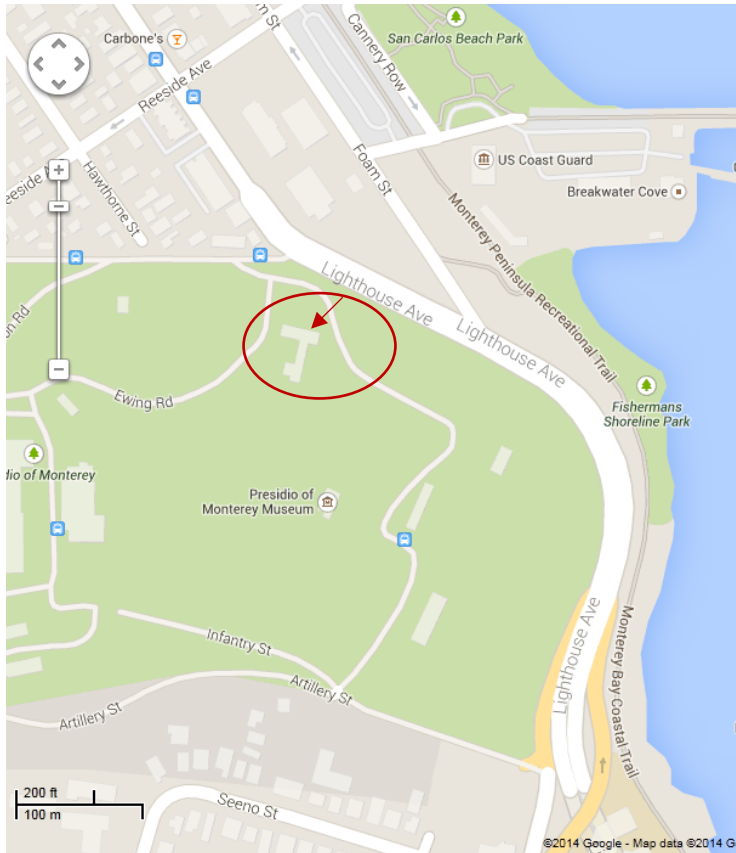 Carbone's
Foam St
Cannery Row
San Carlos Beach Park
Reeside Ave
Hawthorne St
Foam St
US Coast Guard
Breakwater Cove
Monterey Peninsula Recreational Trail
Lighthouse Ave
Lighthouse Ave
Ewing Rd
Fishermans
Shoreline Park
dio of Monterey
Presidio of
Monterey Museum
Infantry St
Artillery St
Artillery St
Lighthouse Ave
Monterey Bay Coastal Trail
200 ft
100 m
Seeno St
©2014 Google - Map data ©2014 G